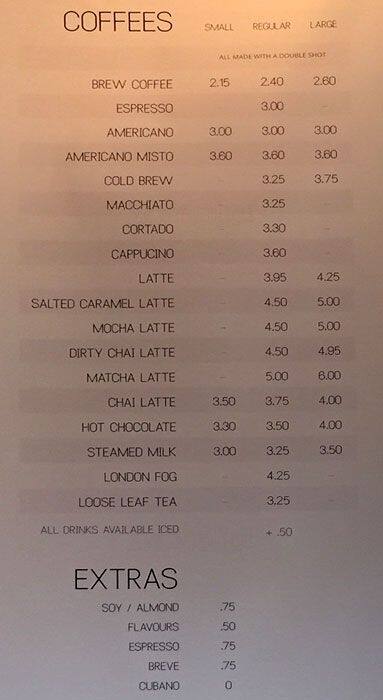 COFFEES SMALL REGULAR LARGE
ALL MADE WITH A DOUBLE SHOT
BREW COFFEE 2.15 2.40 2.60
ESPRESSO 3.00 -
AMERICANO 3.00 3.00 3.00
AMERICANO MISTO 3.60 3.60 3.60
COLD BREW - 3.25 3.75
MACCHIATO - 3.25 -
CORTADO - 3.30 -
CAPPUCINO - 3.60 -
LATTE - 3.95 4.25
SALTED CARAMEL LATTE - 4.50 5.00
MOCHA LATTE - 4.50 5.00
DIRTY CHAI LATTE - 4.50 4.95
MATCHA LATTE - 5.00 6.00
CHAI LATTE 3.50 3.75 4.00
HOT CHOCOLATE 3.30 3.50 4.00
STEAMED MILK 3.00 3.25 3.50
LONDON FOG - 4.25 -
LOOSE LEAF TEA - 3.25 -
ALL DRINKS AVAILABLE ICED + .50
EXTRAS
SOY / ALMOND .75
FLAVOURS .50
ESPRESSO .75
BREVE .75
CUBANO 0